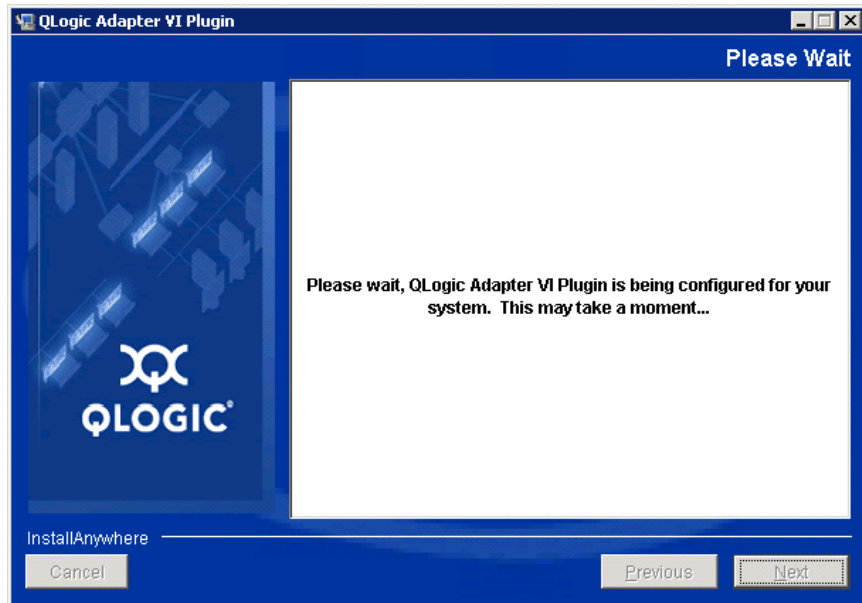 QLogic Adapter VI Plugin
Please Wait
Please wait, QLogic Adapter VI Plugin is being configured for your
system. This may take a moment...
QLOGIC®
InstallAnywhere
Cancel
Previous
Next